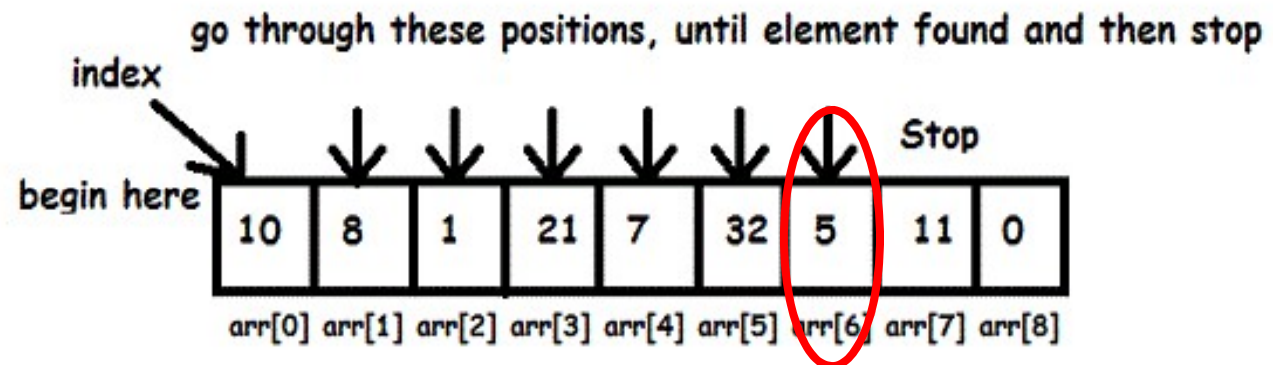 go through these positions, until element found and then stop
index
Stop
begin here
10 8 1 21 7 32 5 11 0
arr[0] arr[1] arr[2] arr[3] arr[4] arr[5] arr[6] arr[7] arr[8]